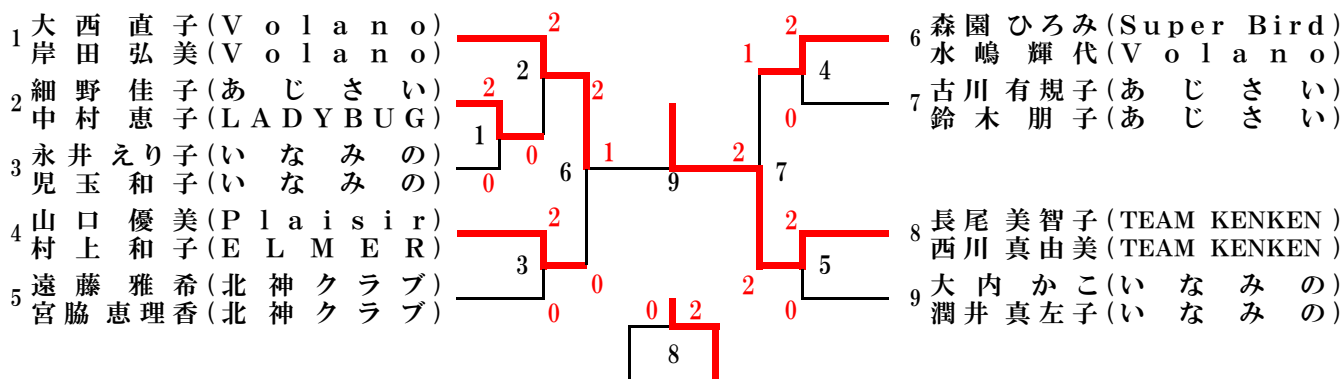 1 大西直子(Volano)
岸田弘美(Volano)
2 細野佳子(あじさい)
中村恵子(LADYBUG)
3 永井えり子(いなみの)
児玉和子(いなみの)
4 山口優美(Plaisir)
村上和子(ELMER)
5 遠藤雅希(北神クラブ)
宮脇恵理香(北神クラブ)
2
2
2
2
1
0
0
6
1
2
3
0
0
9
0 2
8
2
1
4
0
2
7
2
2
5
0
6 森園ひろみ(Super Bird)
水嶋輝代(Volano)
7 古川有規子(あじさい)
鈴木朋子(あじさい)
8 長尾美智子(TEAM KENKEN)
西川真由美(TEAM KENKEN)
9 大内かこ(いなみの)
潤井真左子(いなみの)